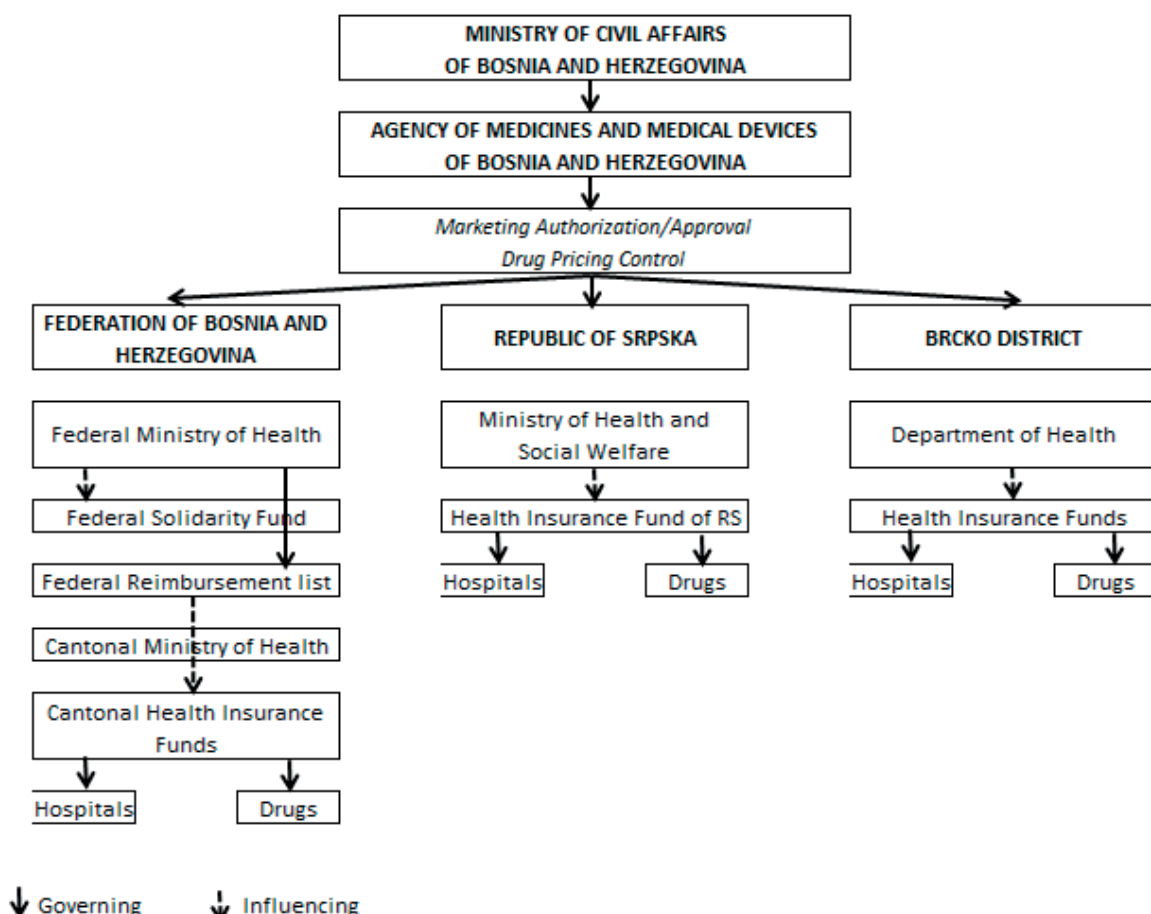 MINISTRY OF CIVIL AFFAIRS
OF BOSNIA AND HERZEGOVINA
AGENCY OF MEDICINES AND MEDICAL DEVICES
OF BOSNIA AND HERZEGOVINA
Marketing Authorization/Approval
Drug Pricing Control
FEDERATION OF BOSNIA AND
HERZEGOVINA
REPUBLIC OF SRPSKA
BRCKO DISTRICT
Federal Ministry of Health
Ministry of Health and
Social Welfare
Department of Health
Federal Solidarity Fund
Health Insurance Fund of RS
Health Insurance Funds
Federal Reimbursement list
Hospitals
Drugs
Hospitals
Drugs
Cantonal Ministry of Health
Cantonal Health Insurance
Funds
Hospitals
Drugs
Governing
Influencing